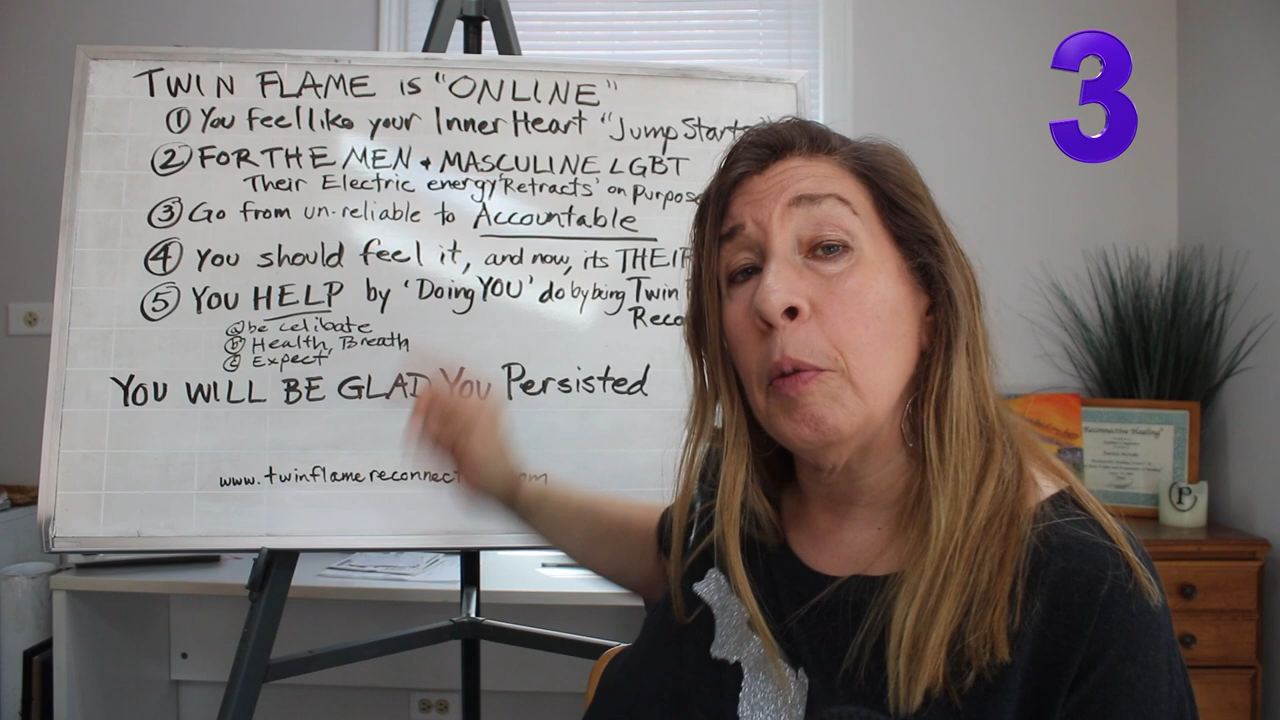 TWIN FLAME is "ONLINE"
① You feel like your Inner Heart "Jump Start
② FOR THE MEN + MASCULINE LGBT
Their Electric energy 'Retracts' on Purpose
③ Go from un-reliable to Accountable
④ You should feel it, and now, its THEIR
⑤ You HELP by 'Doing YOU' do by being Twin
Reco
ⓐ be celibate
ⓑ Health, Breath
ⓒ Expect
YOU WILL BE GLAD You Persisted
www.twinflamereconnect
3
Reconnective Healing
P